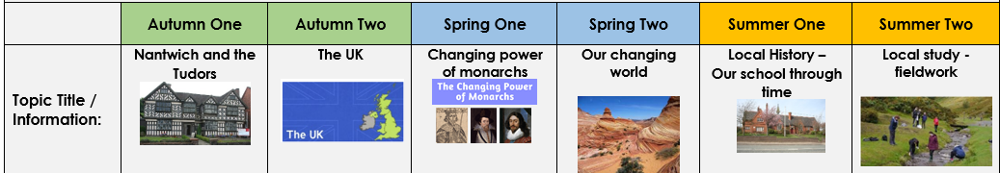 Autumn One
Autumn Two
Spring One
Spring Two
Summer One
Summer Two
Topic Title /
Information:
Nantwich and the
Tudors
The UK
The UK
Changing power
of monarchs
The Changing Power
of Monarchs
Our changing
world
Local History –
Our school through
time
Local study -
fieldwork